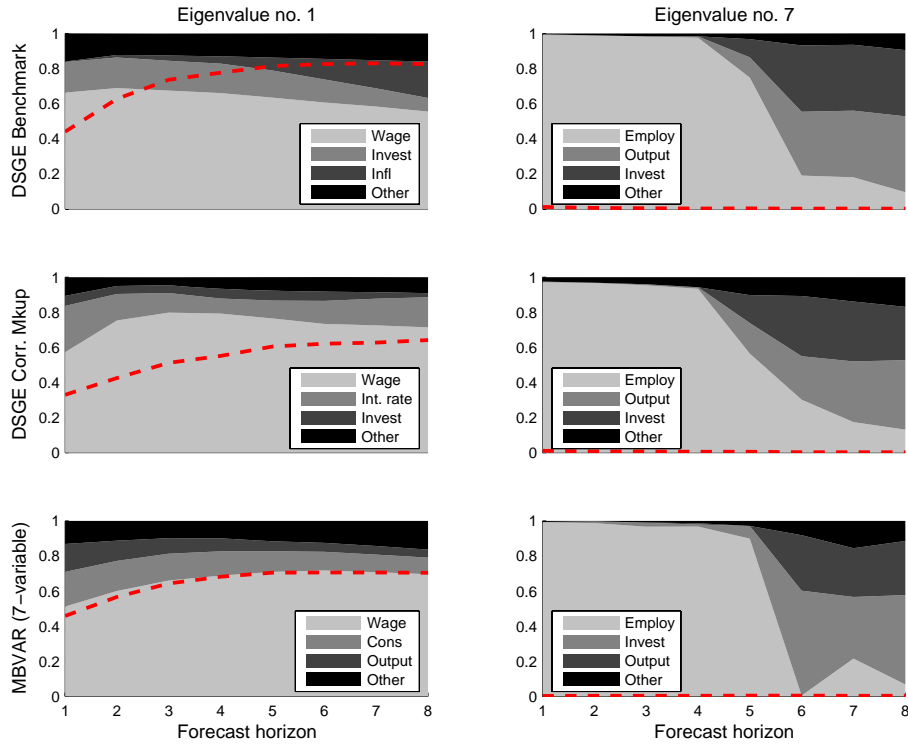 Eigenvalue no. 1
DSGE Benchmark
1
0.8
0.6
0.4
0.2
0
Wage
Invest
Infl
Other
Eigenvalue no. 7
1
0.8
0.6
0.4
0.2
0
Employ
Output
Invest
Other
DSGE Corr. Mkup
1
0.8
0.6
0.4
0.2
0
Wage
Int. rate
Invest
Other
1
0.8
0.6
0.4
0.2
0
Employ
Output
Invest
Other
MBVAR (7−variable)
1
0.8
0.6
0.4
0.2
0
Wage
Cons
Output
Other
1 2 3 4 5 6 7 8
Forecast horizon
1
0.8
0.6
0.4
0.2
0
Employ
Invest
Output
Other
1 2 3 4 5 6 7 8
Forecast horizon